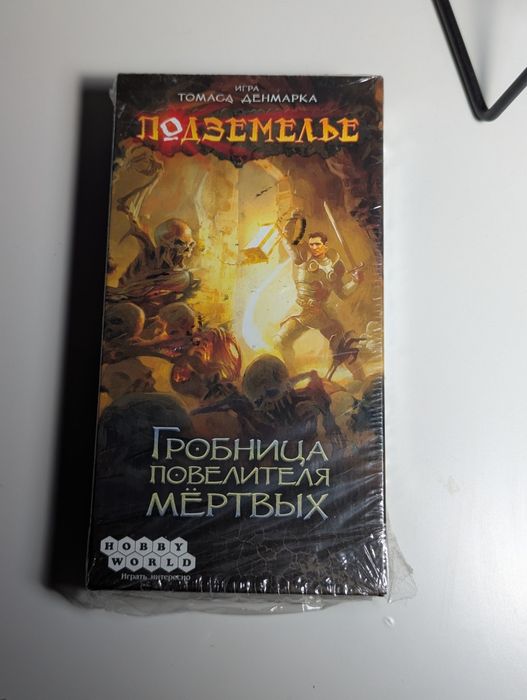 ИГРА
ТОМАСА ДЕНМАРКА
ПОДЗЕМЕЛЬЕ
ГРОБНИЦА
ПОВЕЛИТЕЛЯ
МЁРТВЫХ
HOBBY
WORLD
Играть интересно